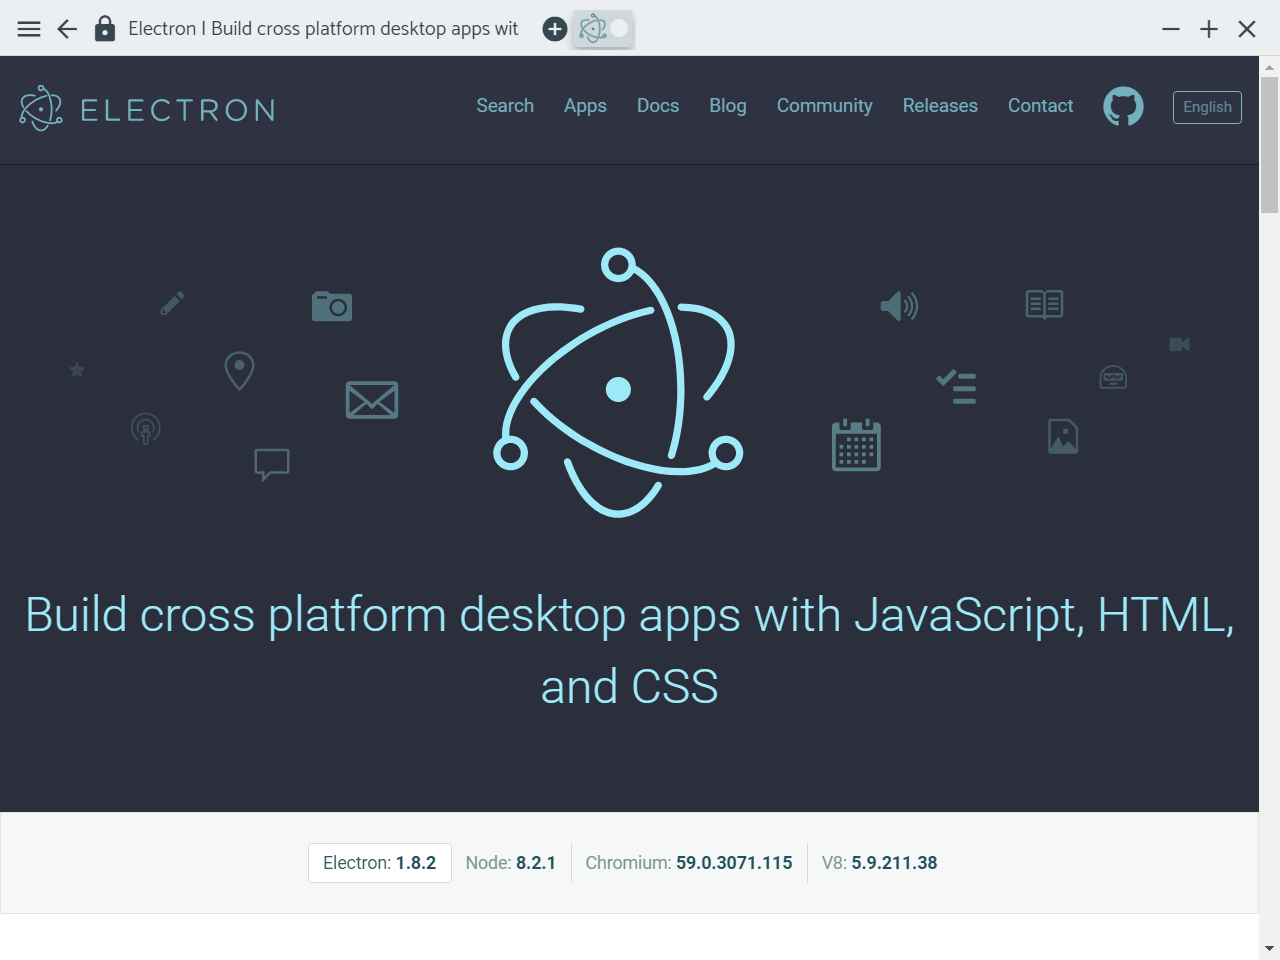 Electron | Build cross platform desktop apps wit
ELECTRON
Search Apps Docs Blog Community Releases Contact English
Build cross platform desktop apps with JavaScript, HTML,
and CSS
Electron: 1.8.2 Node: 8.2.1 Chromium: 59.0.3071.115 V8: 5.9.211.38